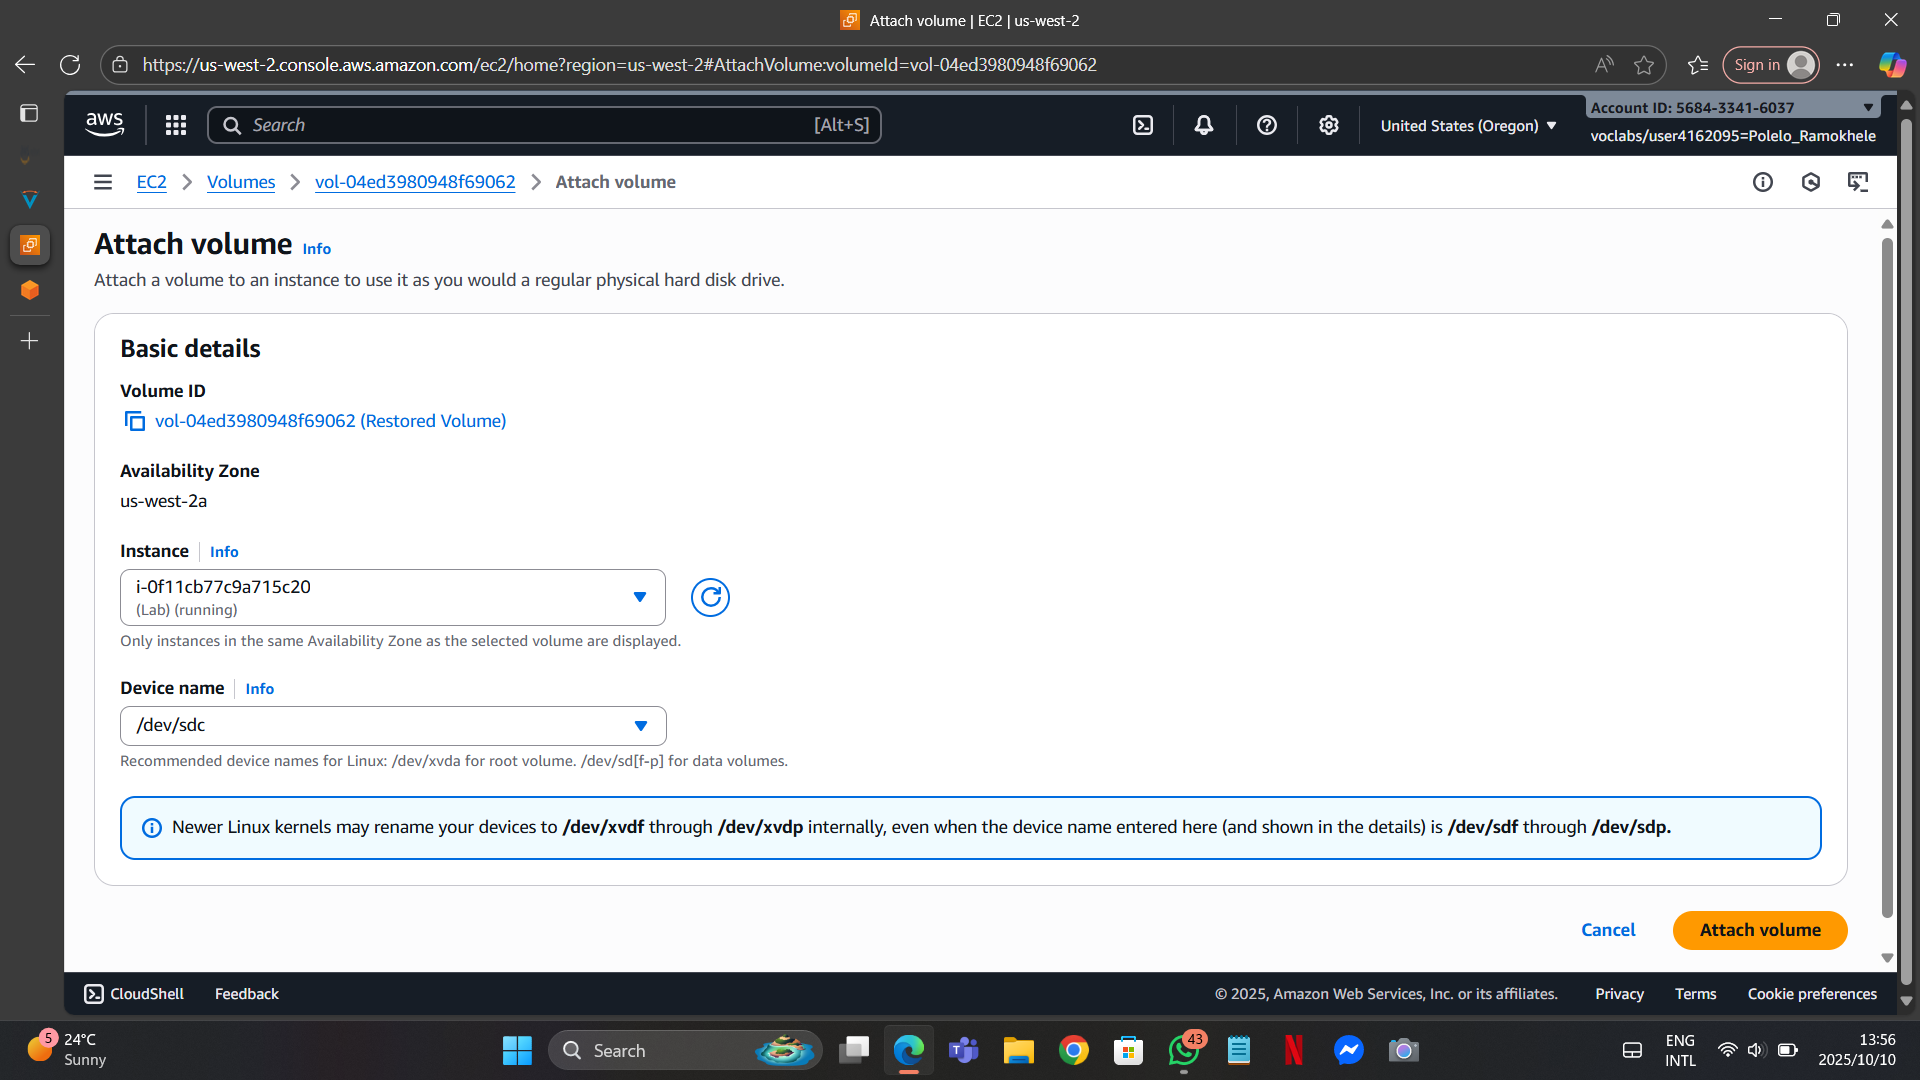 Attach volume | EC2 | us-west-2
https://us-west-2.console.aws.amazon.com/ec2/home?region=us-west-2#AttachVolume:volumeId=vol-04ed3980948f69062
Sign in
aws
Search
[Alt+S]
United States (Oregon)
Account ID: 5684-3341-6037
voclabs/user4162095=Polelo_Ramokhele
EC2 > Volumes > vol-04ed3980948f69062 > Attach volume
Attach volume Info
Attach a volume to an instance to use it as you would a regular physical hard disk drive.
Basic details
Volume ID
vol-04ed3980948f69062 (Restored Volume)
Availability Zone
us-west-2a
Instance Info
i-0f11cb77c9a715c20
(Lab) (running)
Only instances in the same Availability Zone as the selected volume are displayed.
Device name Info
/dev/sdc
Recommended device names for Linux: /dev/xvda for root volume. /dev/sd[f-p] for data volumes.
Newer Linux kernels may rename your devices to /dev/xvdf through /dev/xvdp internally, even when the device name entered here (and shown in the details) is /dev/sdf through /dev/sdp.
Cancel
Attach volume
CloudShell
Feedback
© 2025, Amazon Web Services, Inc. or its affiliates.
Privacy
Terms
Cookie preferences
5
24°C
Sunny
Search
43
ENG
INTL
13:56
2025/10/10